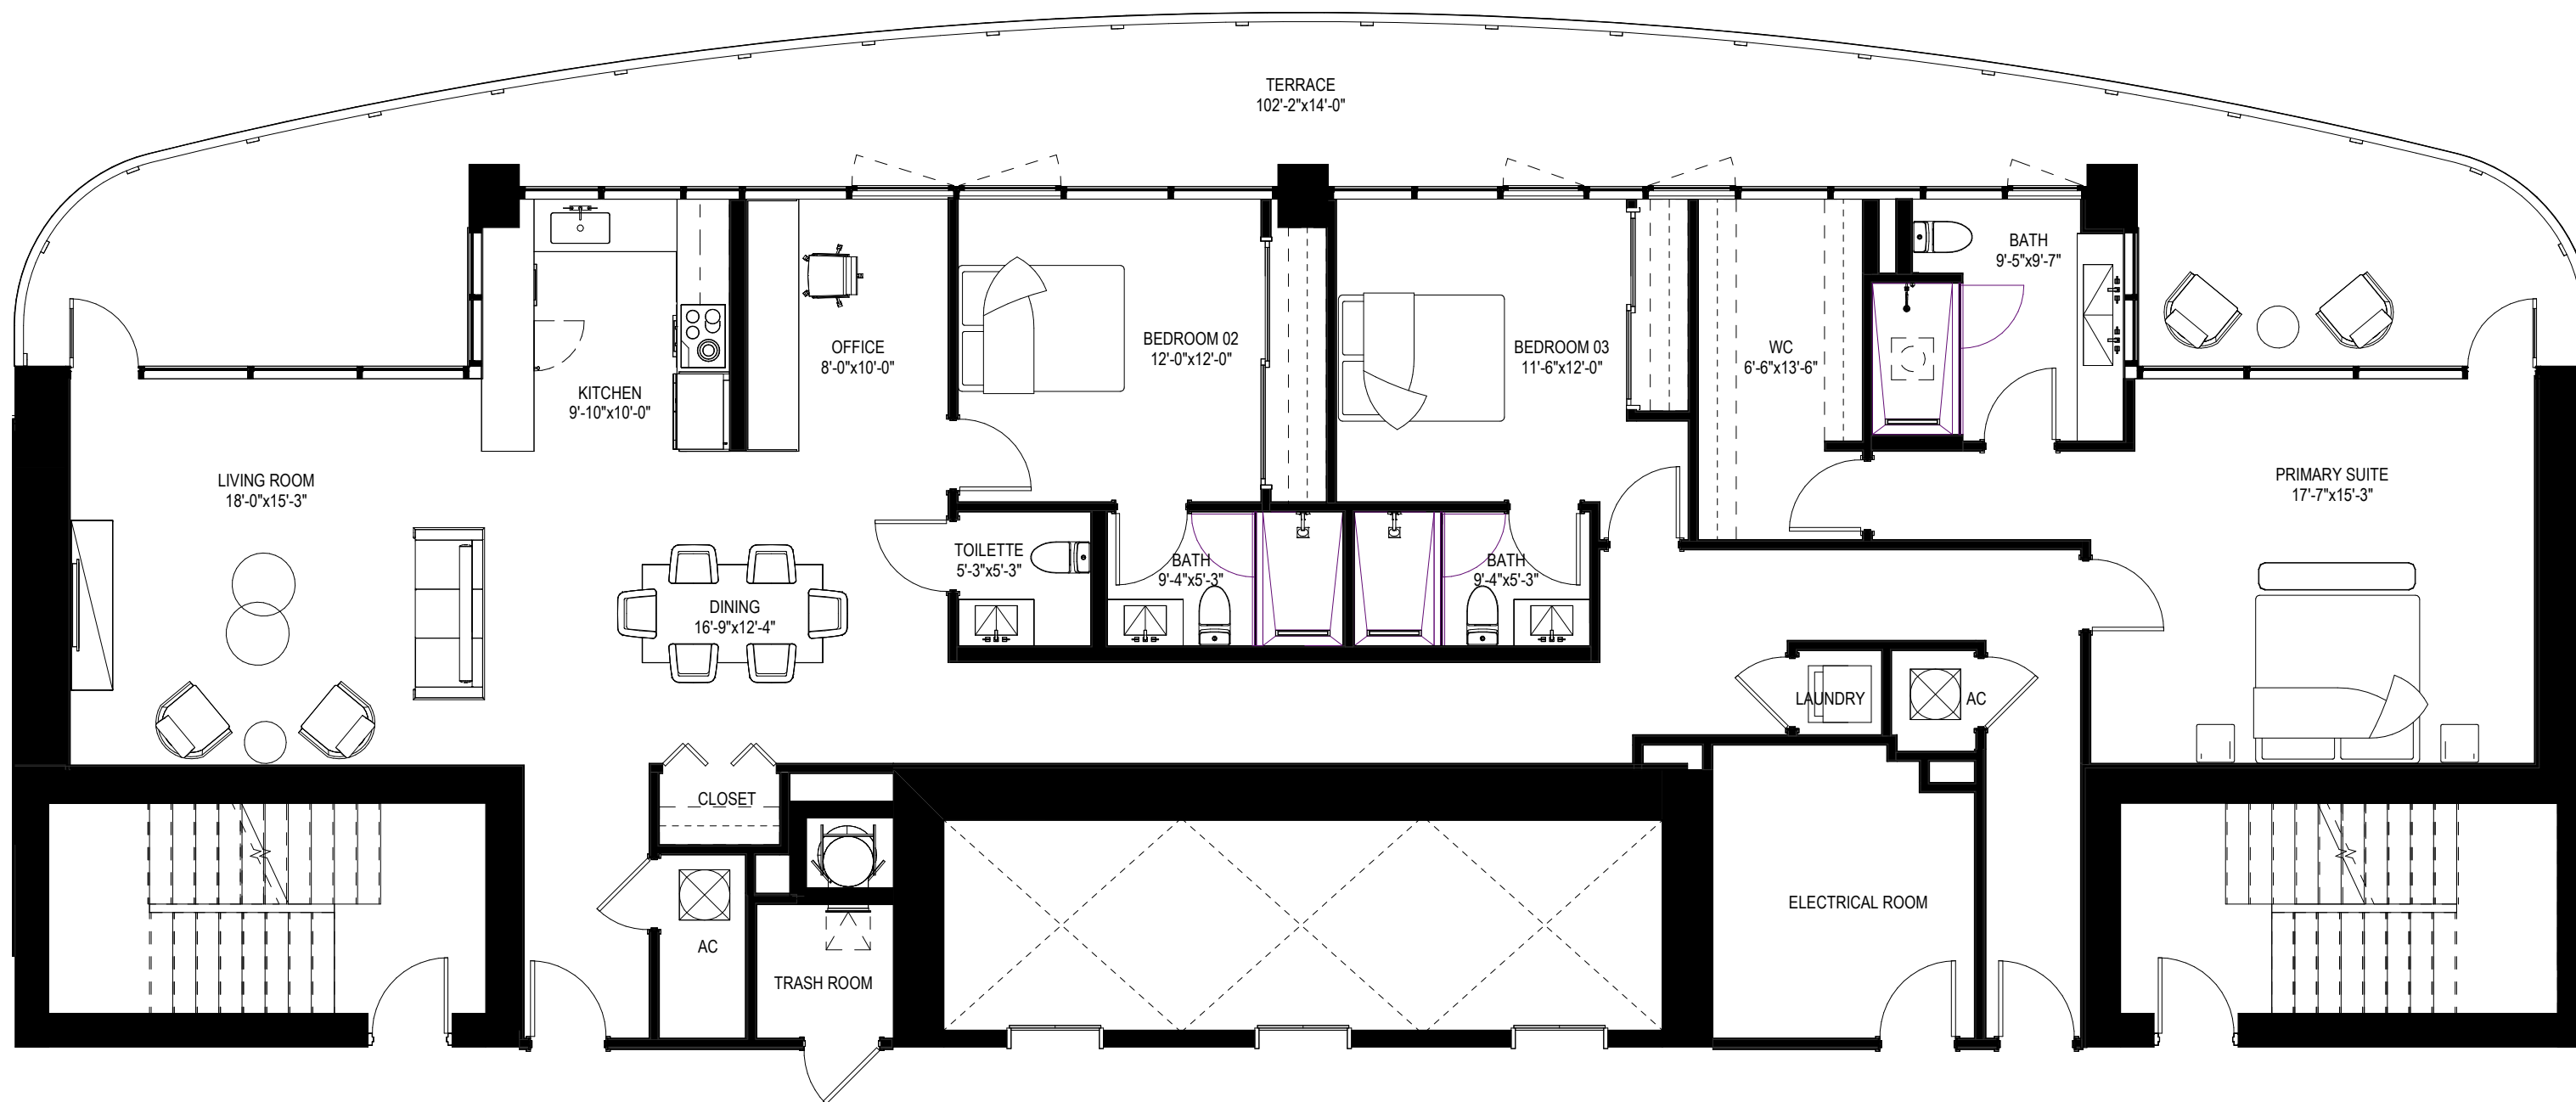 TERRACE
102'-2"x14'-0"
BATH
9'-5"x9'-7"
BEDROOM 02
12'-0"x12'-0"
OFFICE
8'-0"x10'-0"
BEDROOM 03
11'-6"x12'-0"
WC
6'-6"x13'-6"
KITCHEN
9'-10"x10'-0"
LIVING ROOM
18'-0"x15'-3"
PRIMARY SUITE
17'-7"x15'-3"
TOILETTE
5'-3"x5'-3"
BATH
9'-4"x5'-3"
BATH
9'-4"x5'-3"
DINING
16'-9"x12'-4"
LAUNDRY
AC
CLOSET
ELECTRICAL ROOM
AC
TRASH ROOM